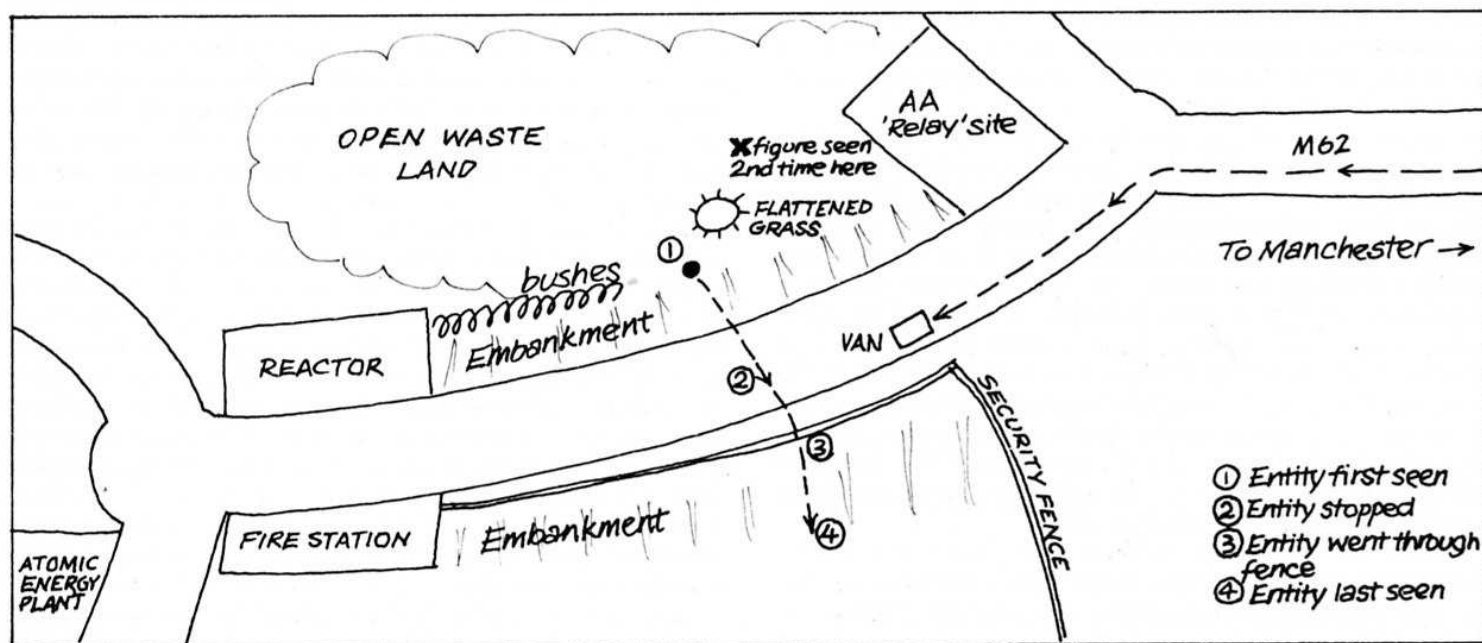 OPEN WASTE
LAND
AA
'Relay' site
X figure seen
2nd time here
M62
FLATTENED
GRASS
To Manchester →
①
bushes
Embankment
VAN
REACTOR
②
SECURITY FENCE
③
① Entity first seen
② Entity stopped
③ Entity went through
fence
④ Entity last seen
FIRE STATION
Embankment
④
ATOMIC
ENERGY
PLANT